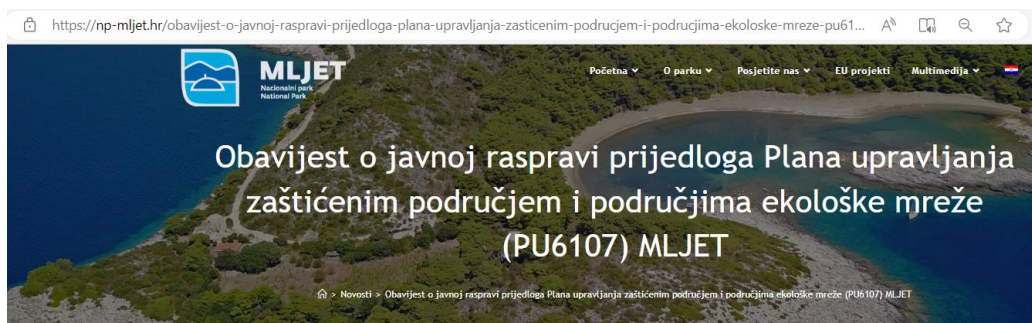 https://np-mljet.hr/obavijest-o-javnoj-raspravi-prijedloga-plana-upravljanja-zasticenim-podrucjem-i-podrucjima-ekoloske-mreze-pu61...
MLJET
Nacionalni park
National Park
Početna
O parku
Posjetite nas
EU projekti
Multimedija
Obavijest o javnoj raspravi prijedloga Plana upravljanja
zaštićenim područjem i područjima ekološke mreže
(PU6107) MLJET
> Novosti > Obavijest o javnoj raspravi prijedloga Plana upravljanja zaštićenim područjem i područjima ekološke mreže (PU6107) MLJET